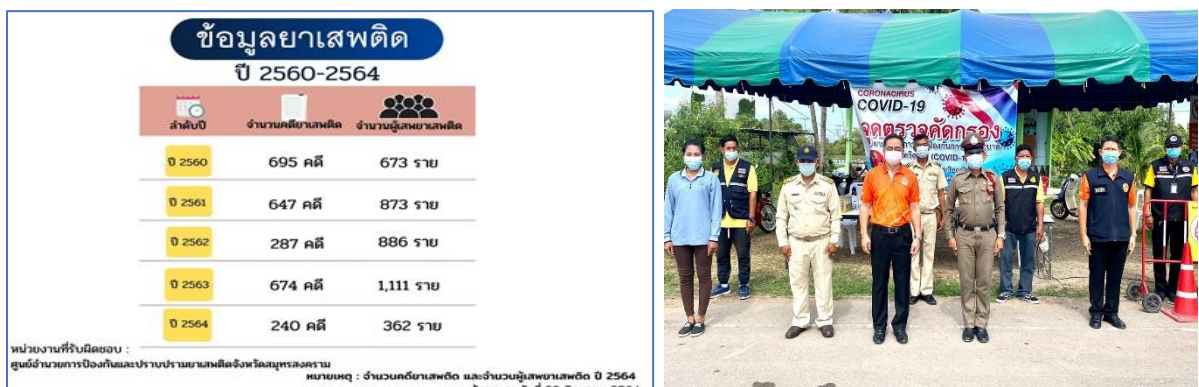 ข้อมูลยาเสพติด
ปี 2560-2564
ลำดับปี จำนวนคดียาเสพติด จำนวนผู้เสพยาเสพติด
ปี 2560 695 คดี 673 ราย
ปี 2561 647 คดี 873 ราย
ปี 2562 287 คดี 886 ราย
ปี 2563 674 คดี 1,111 ราย
ปี 2564 240 คดี 362 ราย
หน่วยงานที่รับผิดชอบ :
ศูนย์อำนวยการป้องกันและปราบปรามยาเสพติดจังหวัดสมุทรสงคราม
หมายเหตุ : จำนวนคดียาเสพติด และจำนวนผู้เสพยาเสพติด ปี 2564
CORONACIRUS
COVID-19
จุดตรวจคัดกรอง
(COVID-1